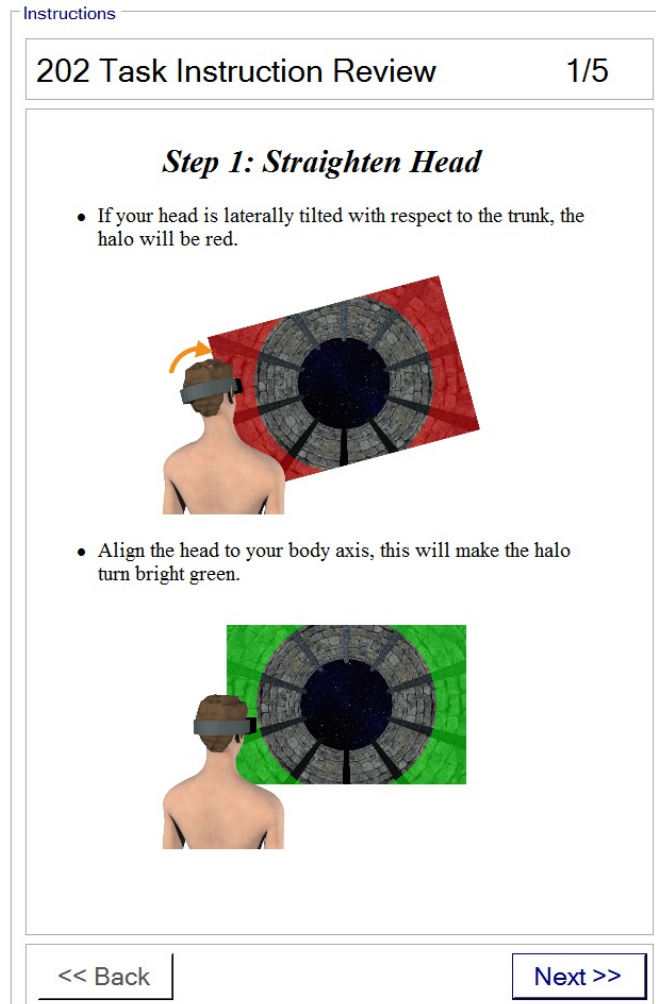 Instructions
202 Task Instruction Review 1/5
Step 1: Straighten Head
• If your head is laterally tilted with respect to the trunk, the
halo will be red.
• Align the head to your body axis, this will make the halo
turn bright green.
<< Back Next >>